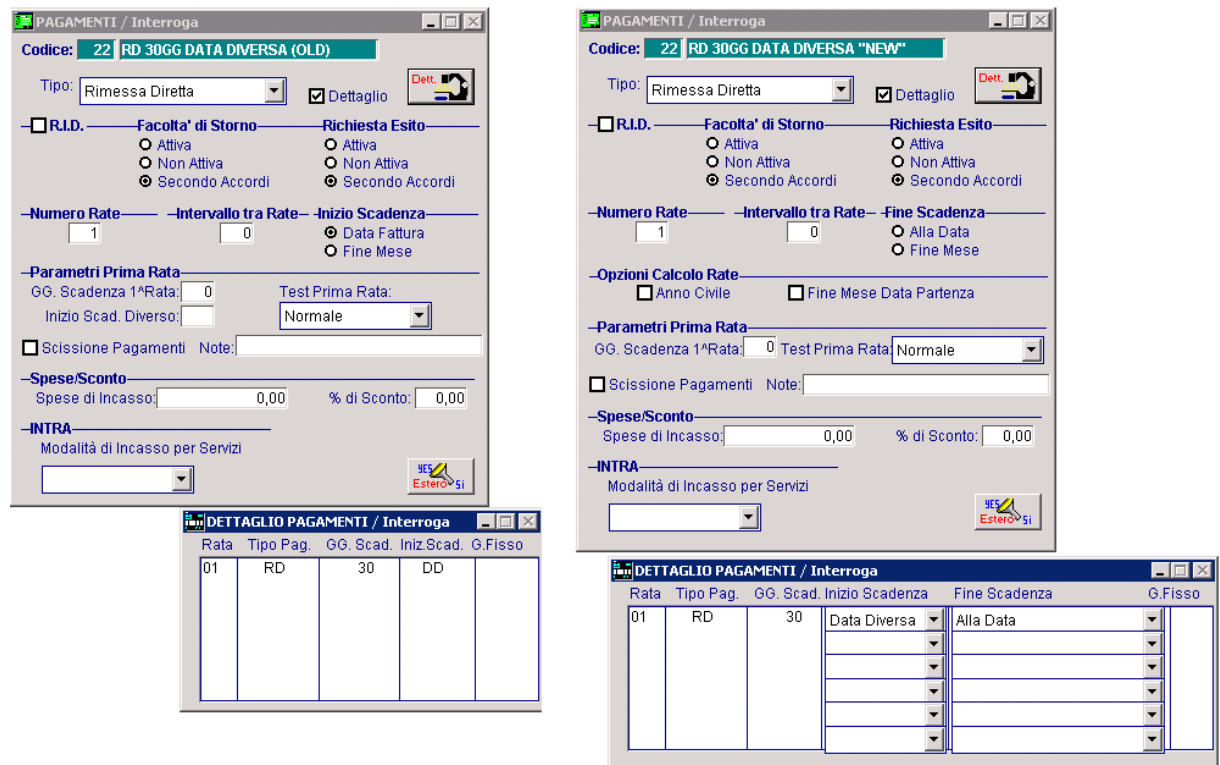 PAGAMENTI / Interroga
Codice: 22 RD 30GG DATA DIVERSA (OLD)
Tipo: Rimessa Diretta Dettaglio Dett.
R.I.D. Facolta' di Storno Richiesta Esito
Attiva Attiva
Non Attiva Non Attiva
Secondo Accordi Secondo Accordi
Numero Rate Intervallo tra Rate Inizio Scadenza
1 0 Data Fattura
Fine Mese
Parametri Prima Rata
GG. Scadenza 1^Rata: 0 Test Prima Rata:
Inizio Scad. Diverso: Normale
Scissione Pagamenti Note:
Spese/Sconto
Spese di Incasso: 0,00 % di Sconto: 0,00
INTRA
Modalità di Incasso per Servizi
YES
Estero Si
DETTAGLIO PAGAMENTI / Interroga
Rata Tipo Pag. GG. Scad. Iniz.Scad. G.Fisso
01 RD 30 DD
PAGAMENTI / Interroga
Codice: 22 RD 30GG DATA DIVERSA "NEW"
Tipo: Rimessa Diretta Dettaglio Dett.
R.I.D. Facolta' di Storno Richiesta Esito
Attiva Attiva
Non Attiva Non Attiva
Secondo Accordi Secondo Accordi
Numero Rate Intervallo tra Rate Fine Scadenza
1 0 Alla Data
Fine Mese
Opzioni Calcolo Rate
Anno Civile Fine Mese Data Partenza
Parametri Prima Rata
GG. Scadenza 1^Rata: 0 Test Prima Rata: Normale
Scissione Pagamenti Note:
Spese/Sconto
Spese di Incasso: 0,00 % di Sconto: 0,00
INTRA
Modalità di Incasso per Servizi
YES
Estero Si
DETTAGLIO PAGAMENTI / Interroga
Rata Tipo Pag. GG. Scad. Inizio Scadenza Fine Scadenza G.Fisso
01 RD 30 Data Diversa Alla Data